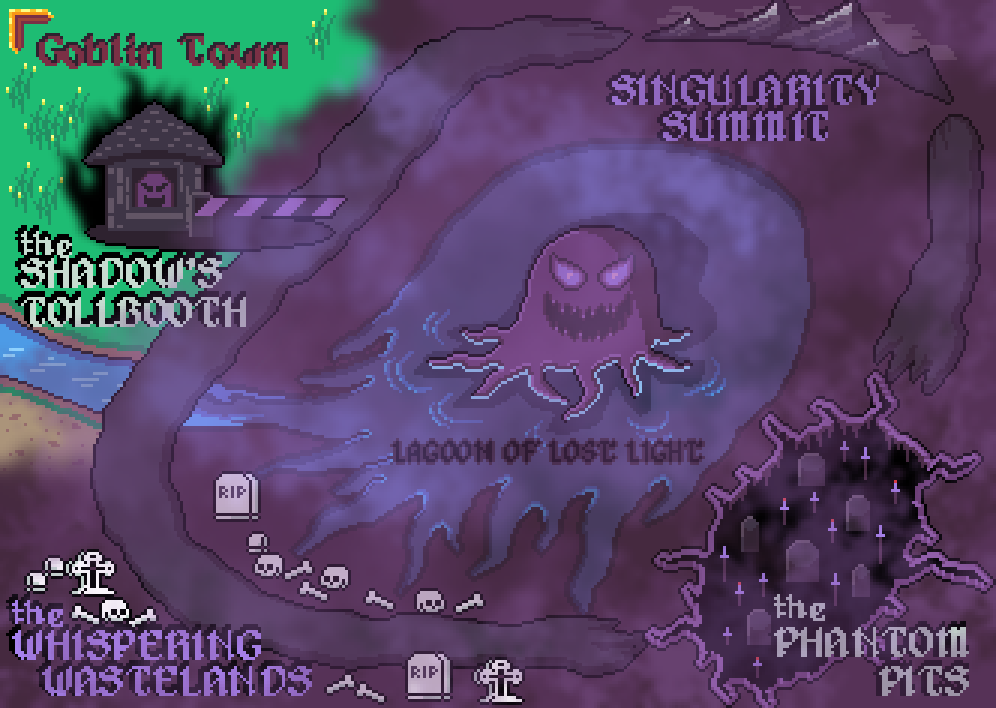 Goblin Town
SINGULARITY
SUMMIT
the
SHADOW'S
TOLLBOOTH
LAGOON OF LOST LIGHT
RIP
the
WHISPERING
WASTELANDS
RIP
the
PHANTOM
PITS